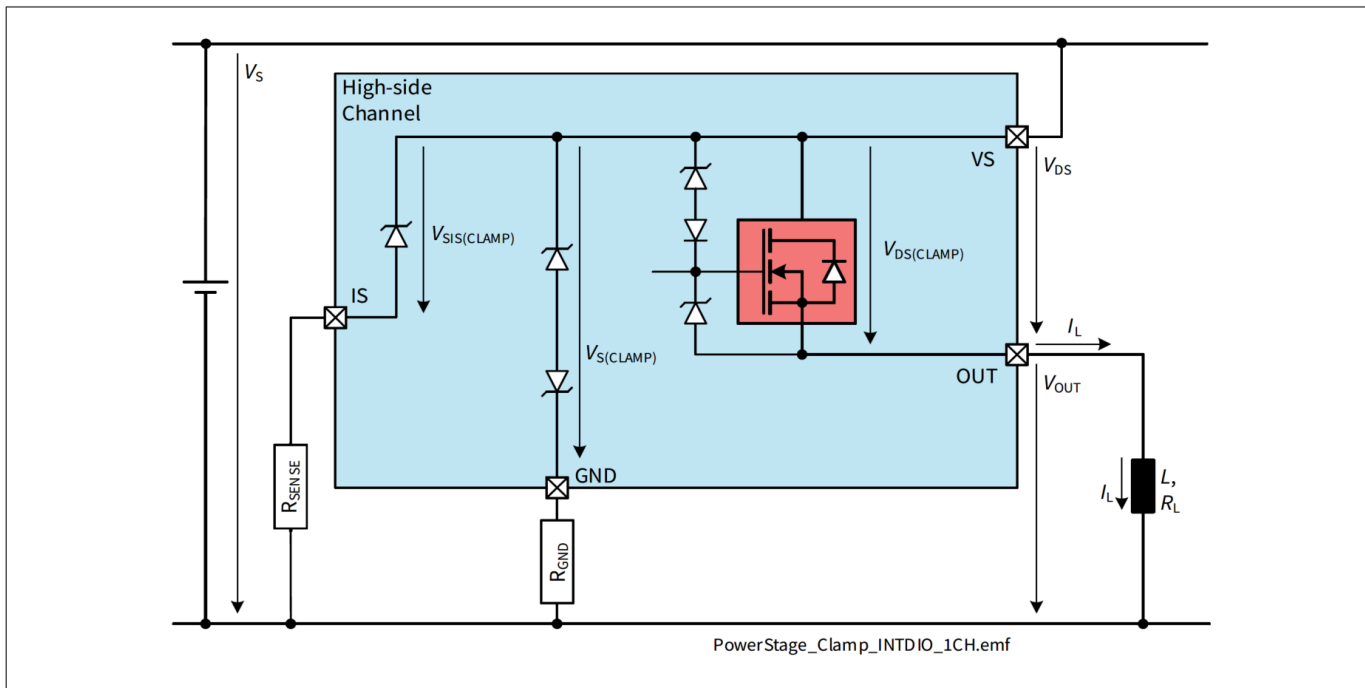 VS
High-side
Channel
VS
VDS
VSIS(CLAMP)
VDS(CLAMP)
IS
VS(CLAMP)
IL
OUT
VOUT
GND
RSENSE
IL
L,
RL
RGND
PowerStage_Clamp_INTDIO_1CH.emf